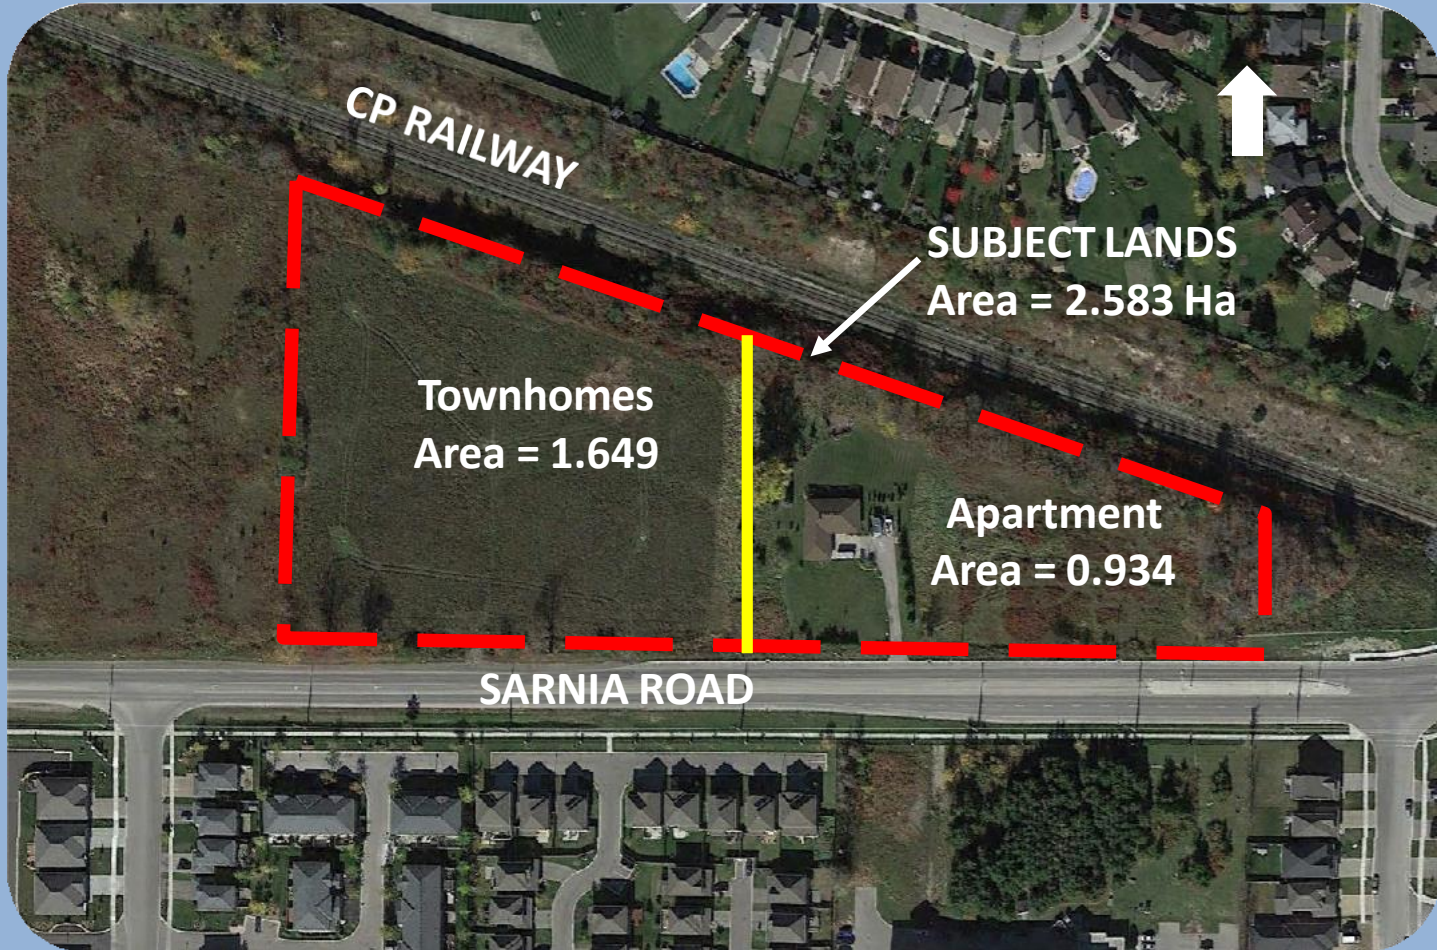 CP RAILWAY
SUBJECT LANDS
Area = 2.583 Ha
Townhomes
Area = 1.649
Apartment
Area = 0.934
SARNIA ROAD